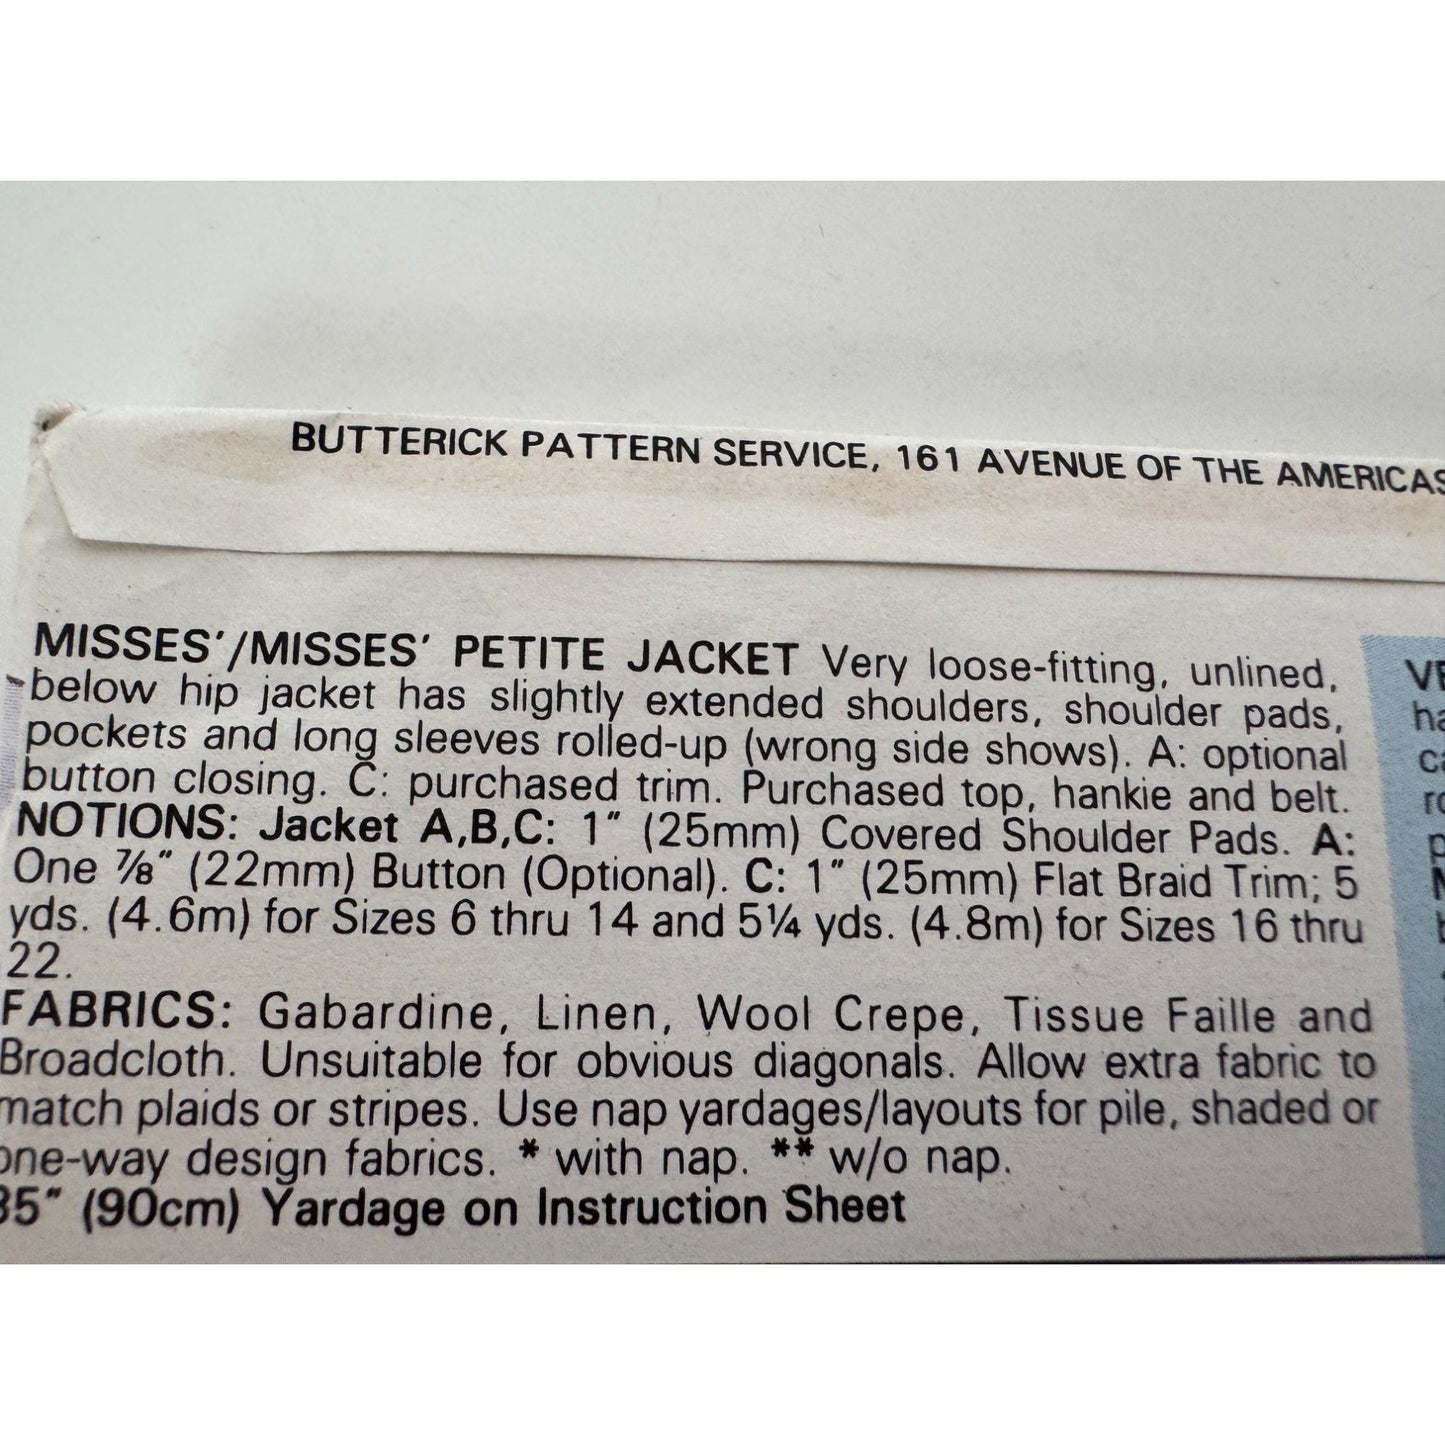 BUTTERICK PATTERN SERVICE, 161 AVENUE OF THE AMERICAS
MISSES'/MISSES' PETITE JACKET Very loose-fitting, unlined,
below hip jacket has slightly extended shoulders, shoulder pads,
pockets and long sleeves rolled-up (wrong side shows). A: optional
button closing. C: purchased trim. Purchased top, hankie and belt.
NOTIONS: Jacket A,B,C: 1" (25mm) Covered Shoulder Pads. A:
One 7/8" (22mm) Button (Optional). C: 1" (25mm) Flat Braid Trim; 5
yds. (4.6m) for Sizes 6 thru 14 and 5¼ yds. (4.8m) for Sizes 16 thru
22.
FABRICS: Gabardine, Linen, Wool Crepe, Tissue Faille and
Broadcloth. Unsuitable for obvious diagonals. Allow extra fabric to
match plaids or stripes. Use nap yardages/layouts for pile, shaded or
one-way design fabrics. * with nap. ** w/o nap.
35" (90cm) Yardage on Instruction Sheet